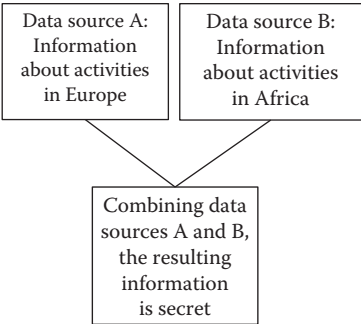 Data source A:
Information
about activities
in Europe
Data source B:
Information
about activities
in Africa
Combining data
sources A and B,
the resulting
information
is secret